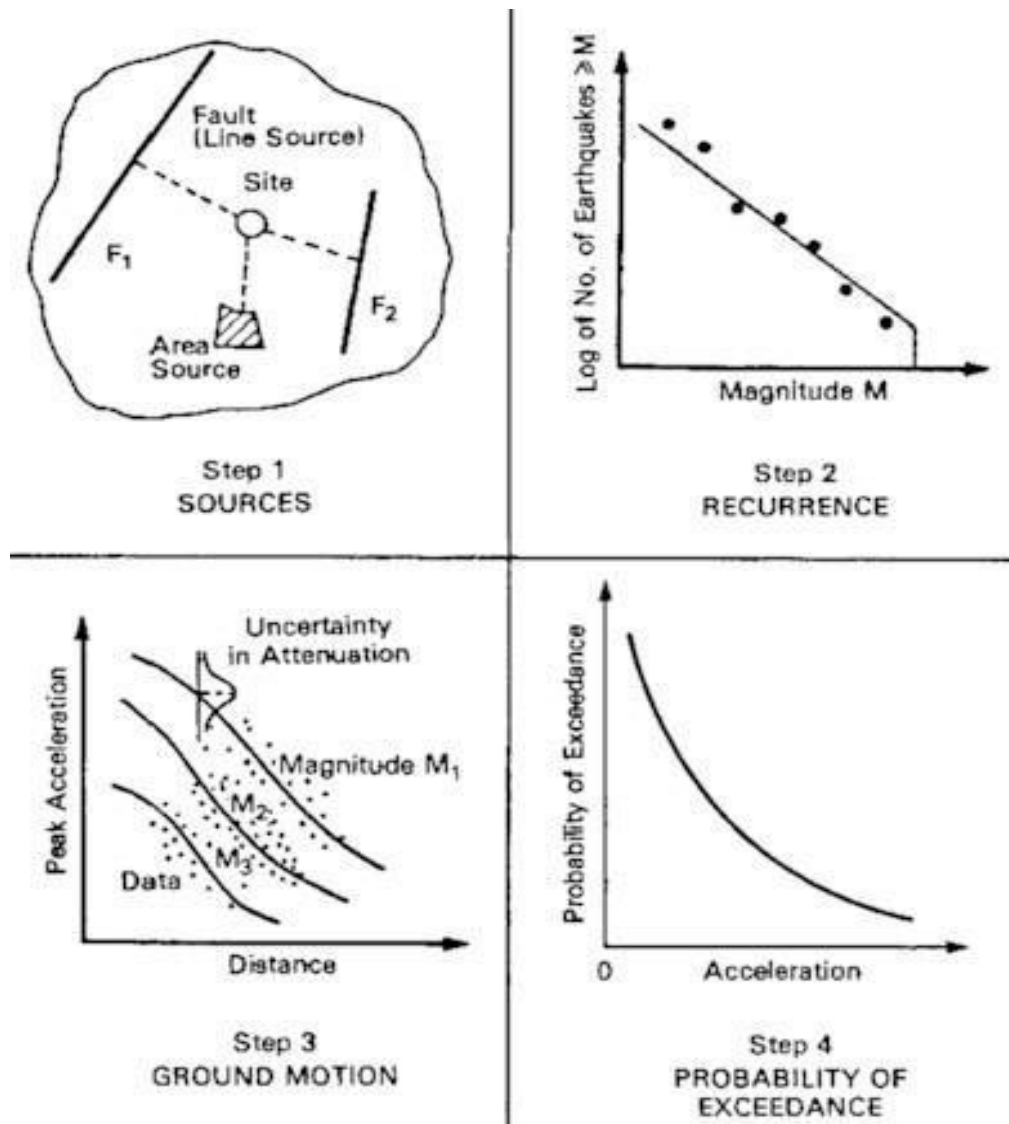 Fault
(Line Source)
Site
F₁
F₂
Area
Source
Step 1
SOURCES
Log of No. of Earthquakes ⩾ M
Magnitude M
Step 2
RECURRENCE
Uncertainty
in Attenuation
Peak Acceleration
Magnitude M₁
M₂
M₃
Data
Distance
Step 3
GROUND MOTION
Probability of Exceedance
0
Acceleration
Step 4
PROBABILITY OF
EXCEEDANCE